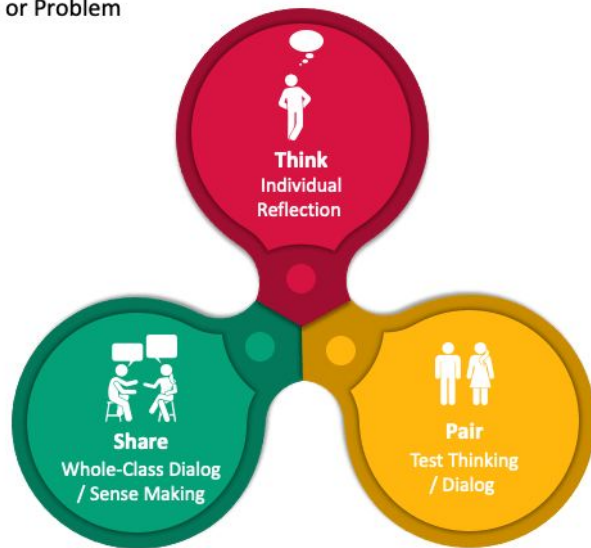 or Problem
Think
Individual
Reflection
Pair
Test Thinking
/ Dialog
Share
Whole-Class Dialog
/ Sense Making